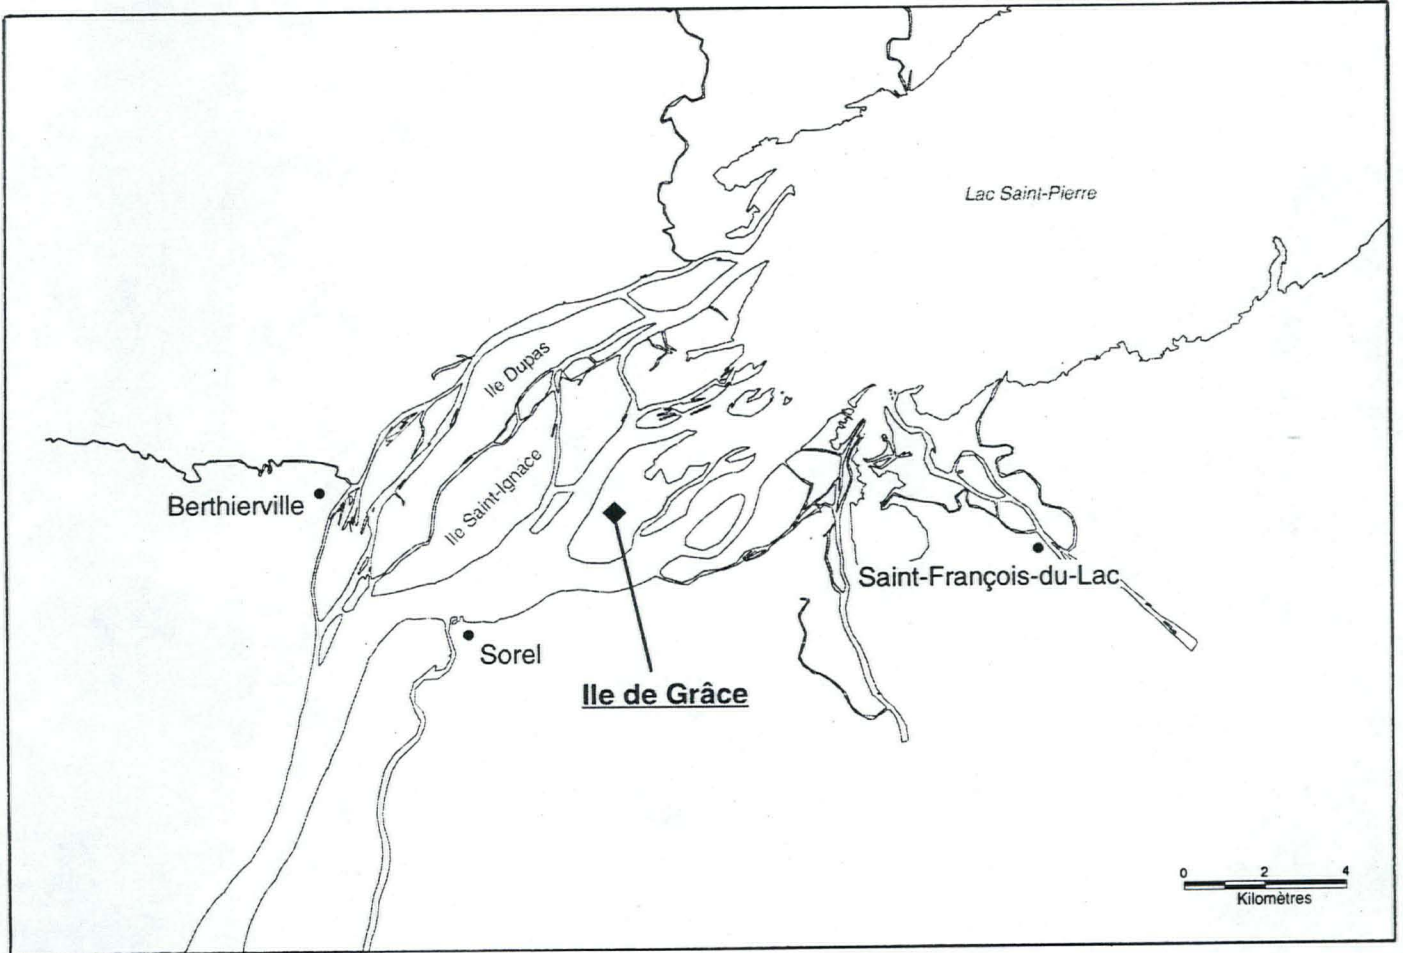 Lac Saint-Pierre
Ile Dupas
Ile Saint-Ignace
Berthierville
Saint-François-du-Lac
Sorel
Ile de Grâce
0 2 4
Kilomètres